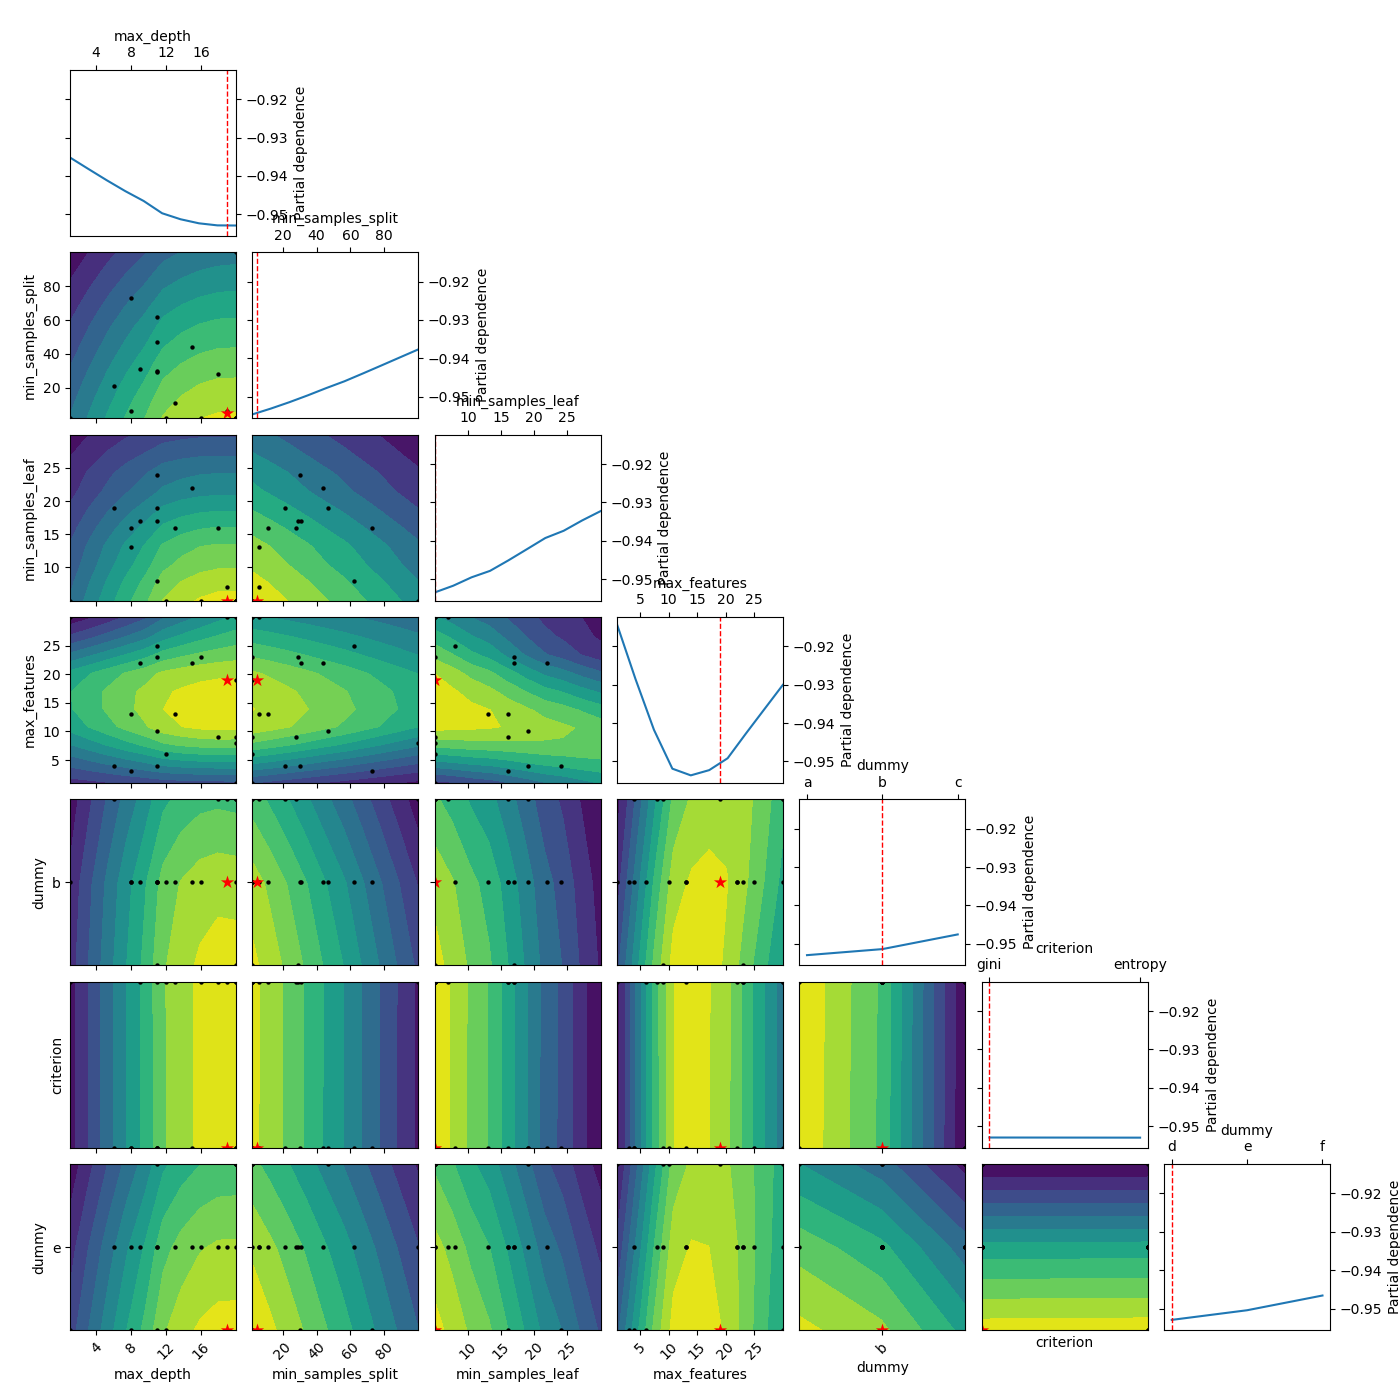 max_depth
4 8 12 16
−0.92
−0.93
−0.94
−0.95
Partial dependence
min_samples_split
20 40 60 80
min_samples_split
80
60
40
20
−0.92
−0.93
−0.94
−0.95
Partial dependence
min_samples_leaf
10 15 20 25
min_samples_leaf
25
20
15
10
−0.92
−0.93
−0.94
−0.95
Partial dependence
max_features
5 10 15 20 25
max_features
25
20
15
10
5
−0.92
−0.93
−0.94
−0.95
Partial dependence
dummy
a b c
dummy
b
−0.92
−0.93
−0.94
−0.95
Partial dependence
criterion
gini entropy
criterion
−0.92
−0.93
−0.94
−0.95
Partial dependence
dummy
d e f
dummy
e
−0.92
−0.93
−0.94
−0.95
Partial dependence
4 8 12 16
max_depth
20 40 60 80
min_samples_split
10 15 20 25
min_samples_leaf
5 10 15 20 25
max_features
b
dummy
criterion